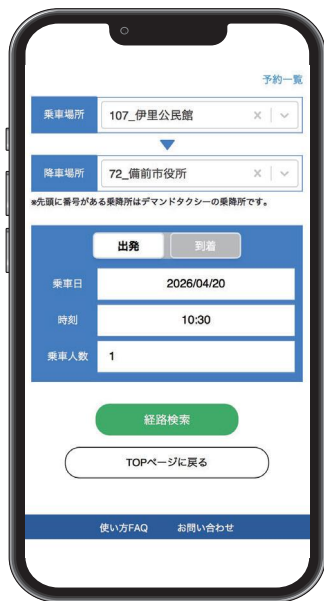 予約一覧
乗車場所 107_伊里公民館
降車場所 72_備前市役所
※先頭に番号がある乗降所はデマンドタクシーの乗降所です。
出発 到着
乗車日 2026/04/20
時刻 10:30
乗車人数 1
経路検索
TOPページに戻る
使い方FAQ お問い合わせ